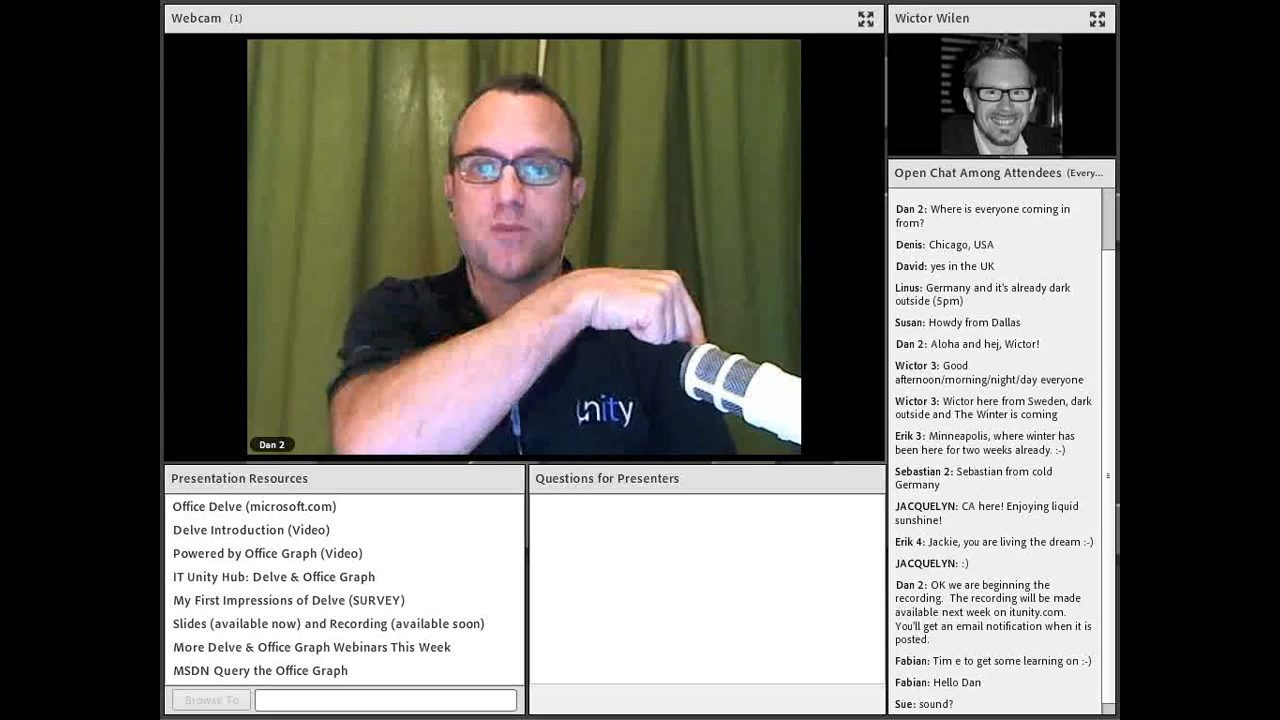 Webcam (1)
Dan 2
unity
Wictor Wilen
Open Chat Among Attendees (Every...
Dan 2: Where is everyone coming in
from?
Denis: Chicago, USA
David: yes in the UK
Linus: Germany and it's already dark
outside (5pm)
Susan: Howdy from Dallas
Dan 2: Aloha and hej, Wictor!
Wictor 3: Good
afternoon/morning/night/day everyone
Wictor 3: Wictor here from Sweden, dark
outside and The Winter is coming
Erik 3: Minneapolis, where winter has
been here for two weeks already. :-)
Sebastian 2: Sebastian from cold
Germany
JACQUELYN: CA here! Enjoying liquid
sunshine!
Erik 4: Jackie, you are living the dream :-)
JACQUELYN: :)
Dan 2: OK we are beginning the
recording.  The recording will be made
available next week on itunity.com.
You'll get an email notification when it is
posted.
Fabian: Tim e to get some learning on :-)
Fabian: Hello Dan
Sue: sound?
Presentation Resources
Office Delve (microsoft.com)
Delve Introduction (Video)
Powered by Office Graph (Video)
IT Unity Hub: Delve & Office Graph
My First Impressions of Delve (SURVEY)
Slides (available now) and Recording (available soon)
More Delve & Office Graph Webinars This Week
MSDN Query the Office Graph
Browse To
Questions for Presenters